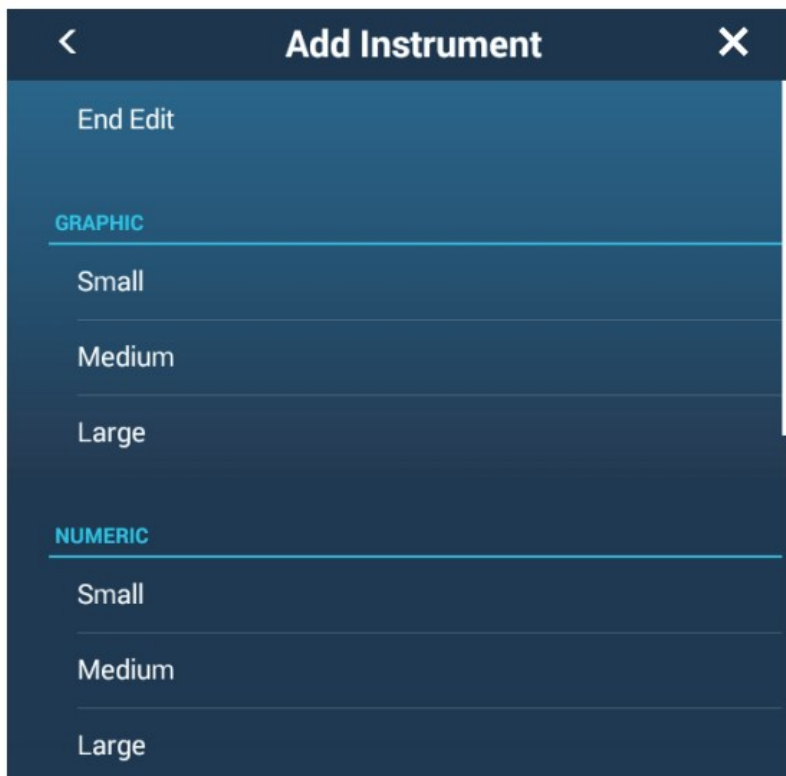 Add Instrument
End Edit
GRAPHIC
Small
Medium
Large
NUMERIC
Small
Medium
Large